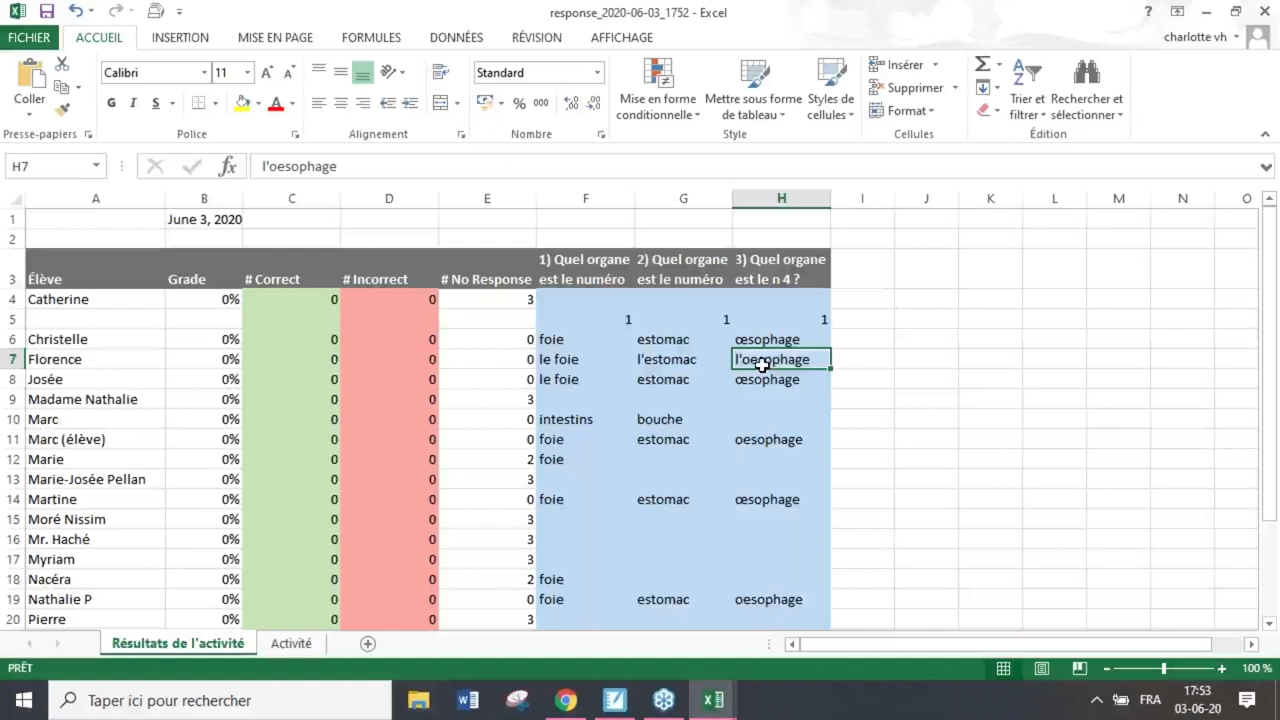 response_2020-06-03_1752 - Excel
FICHIER ACCUEIL INSERTION MISE EN PAGE FORMULES DONNÉES RÉVISION AFFICHAGE charlotte vh
Coller
Presse-papiers
Calibri 11
G I S
Police
Alignement
Standard
% 000
Nombre
Mise en forme conditionnelle
Mettre sous forme de tableau
Styles de cellules
Style
Insérer
Supprimer
Format
Cellules
Trier et filtrer
Rechercher et sélectionner
Édition
H7 fx l'oesophage
A B C D E F G H I J K L M N O
1 June 3, 2020
2
3 Élève Grade # Correct # Incorrect # No Response 1) Quel organe est le numéro 2) Quel organe est le numéro 3) Quel organe est le n 4 ?
4 Catherine 0% 0 0 3
5 1 1 1
6 Christelle 0% 0 0 0 foie estomac œsophage
7 Florence 0% 0 0 0 le foie l'estomac l'oesophage
8 Josée 0% 0 0 0 le foie estomac œsophage
9 Madame Nathalie 0% 0 0 3
10 Marc 0% 0 0 0 intestins bouche
11 Marc (élève) 0% 0 0 0 foie estomac oesophage
12 Marie 0% 0 0 2 foie
13 Marie-Josée Pellan 0% 0 0 3
14 Martine 0% 0 0 0 foie estomac œsophage
15 Moré Nissim 0% 0 0 3
16 Mr. Haché 0% 0 0 3
17 Myriam 0% 0 0 3
18 Nacéra 0% 0 0 2 foie
19 Nathalie P 0% 0 0 0 foie estomac oesophage
20 Pierre 0% 0 0 3
Résultats de l'activité Activité
PRÊT 100 %
Taper ici pour rechercher FRA 17:53
03-06-20